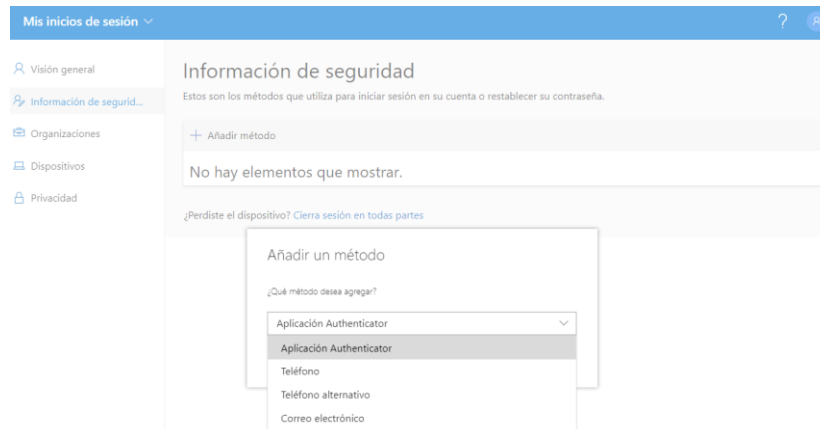 Mis inicios de sesión
?
Visión general
Información de segurid...
Organizaciones
Dispositivos
Privacidad
Información de seguridad
Estos son los métodos que utiliza para iniciar sesión en su cuenta o restablecer su contraseña.
+ Añadir método
No hay elementos que mostrar.
¿Perdiste el dispositivo? Cierra sesión en todas partes
Añadir un método
¿Qué método desea agregar?
Aplicación Authenticator
Aplicación Authenticator
Teléfono
Teléfono alternativo
Correo electrónico